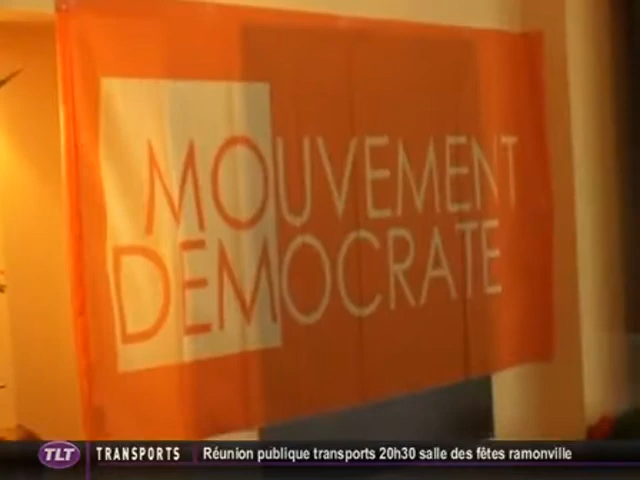 MOUVEMENT
DEMOCRATE
TLT TRANSPORTS Réunion publique transports 20h30 salle des fêtes ramonville